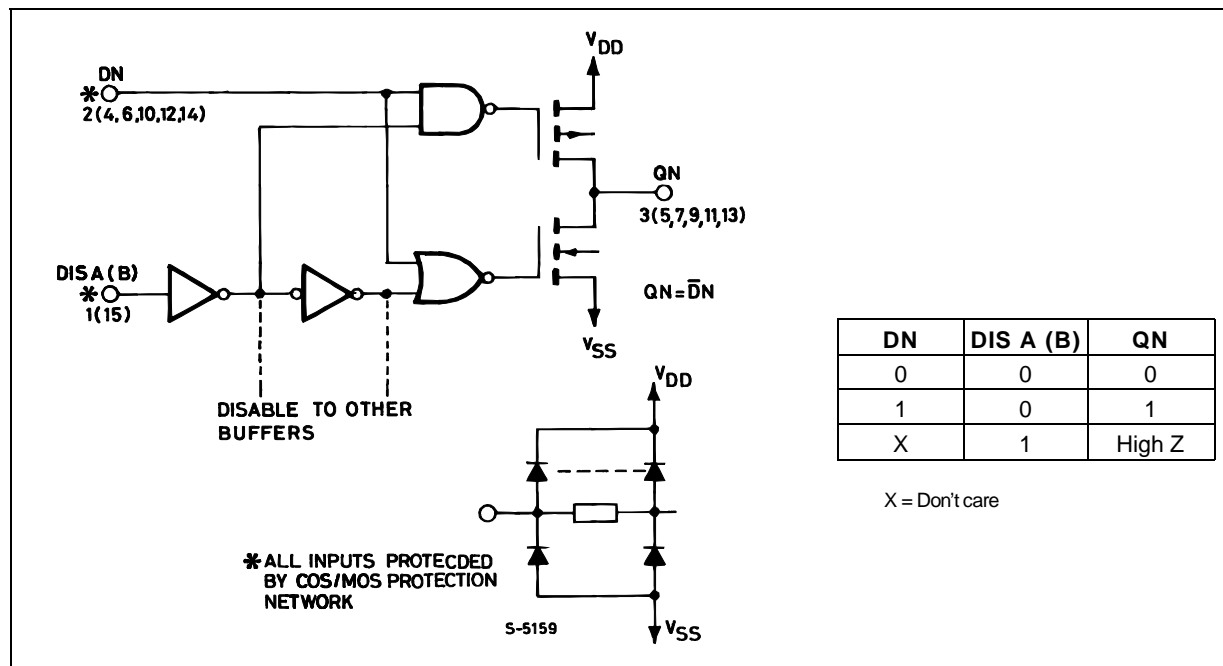 VDD
DN
*
2(4,6,10,12,14)
QN
3(5,7,9,11,13)
DIS A(B)
*
1(15)
QN=D̅N
VSS
DISABLE TO OTHER
BUFFERS
VDD
* ALL INPUTS PROTECDED
BY COS/MOS PROTECTION
NETWORK
S-5159
VSS
DN DIS A (B) QN
0 0 0
1 0 1
X 1 High Z
X = Don't care